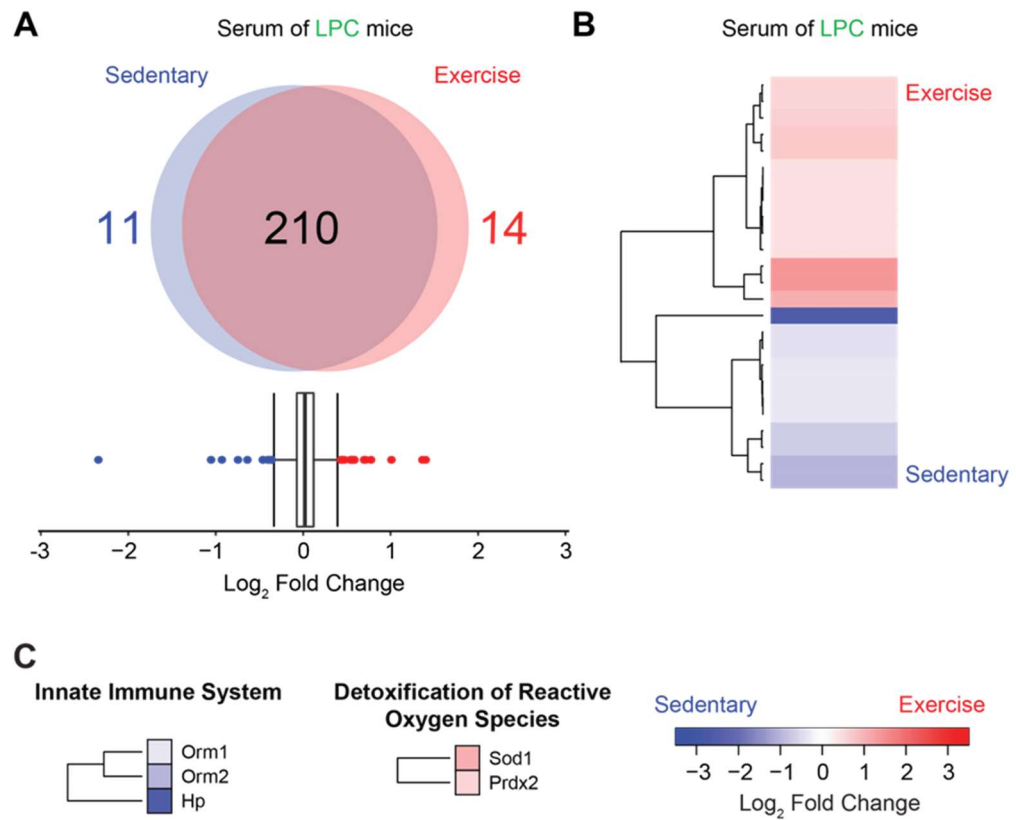 A
Serum of LPC mice
Sedentary
Exercise
11
210
14
-3
−2
−1
0
1
2
3
Log2 Fold Change
B
Serum of LPC mice
Exercise
Sedentary
C
Innate Immune System
Orm1
Orm2
Hp
Detoxification of Reactive
Oxygen Species
Sod1
Prdx2
Sedentary
Exercise
−3 −2 −1 0 1 2 3
Log2 Fold Change